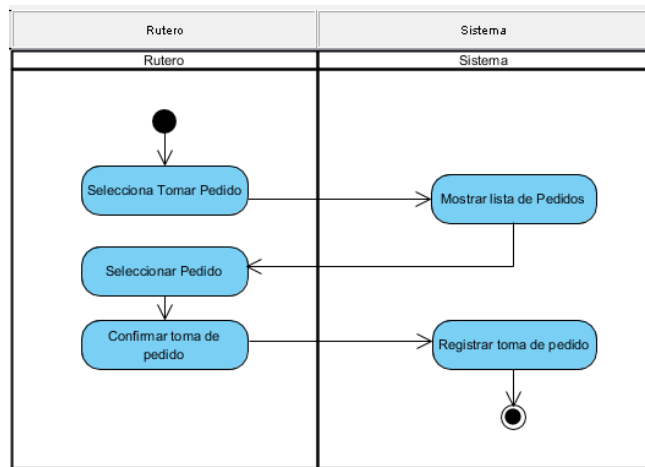 Rutero
Sistema
Rutero
Sistema
Selecciona Tomar Pedido
Mostrar lista de Pedidos
Seleccionar Pedido
Confirmar toma de
pedido
Registrar toma de pedido